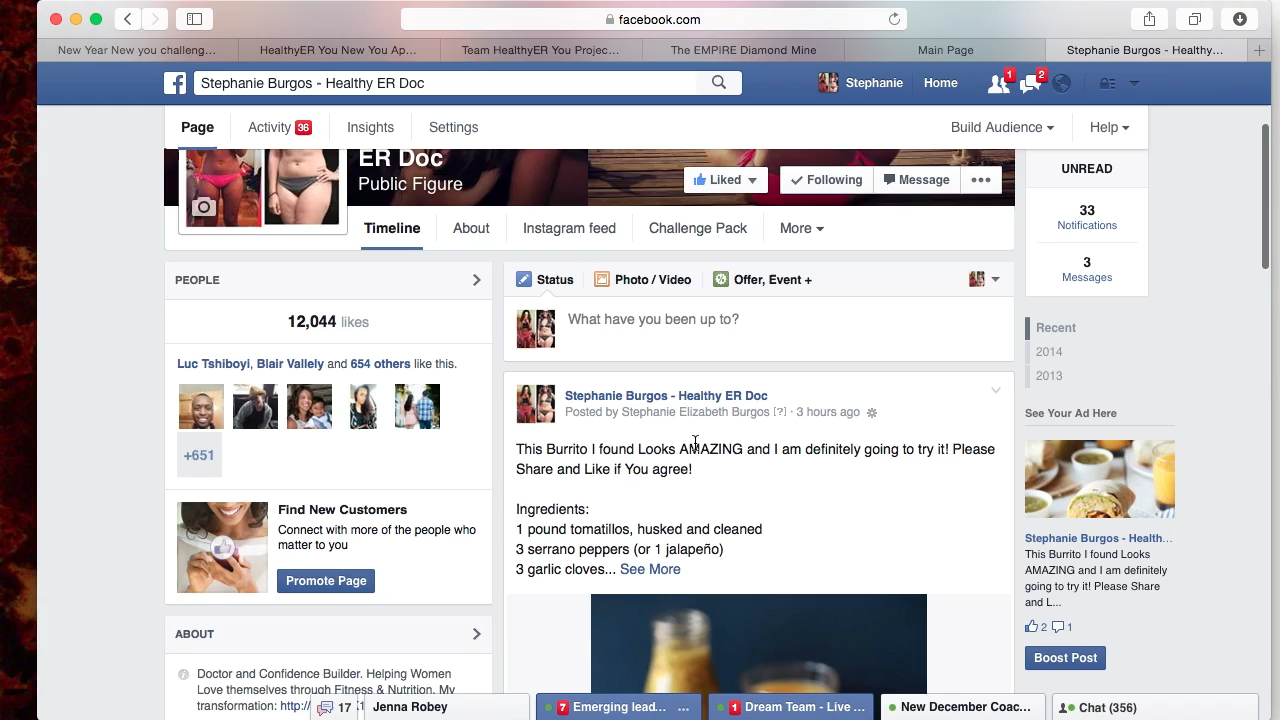 facebook.com
New Year New you challeng...
HealthyER You New You Ap...
Team HealthyER You Projec...
The EMPIRE Diamond Mine
Main Page
Stephanie Burgos - Healthy...
Stephanie Burgos - Healthy ER Doc
Stephanie
Home
1
2
Page
Activity 36
Insights
Settings
Build Audience
Help
ER Doc
Public Figure
Liked
Following
Message
Timeline
About
Instagram feed
Challenge Pack
More
UNREAD
33
Notifications
3
Messages
PEOPLE
12,044 likes
Luc Tshiboyi, Blair Vallely and 654 others like this.
+651
Find New Customers
Connect with more of the people who
matter to you
Promote Page
ABOUT
Doctor and Confidence Builder. Helping Women
Love themselves through Fitness & Nutrition. My
transformation: http:/
Status
Photo / Video
Offer, Event +
What have you been up to?
Stephanie Burgos - Healthy ER Doc
Posted by Stephanie Elizabeth Burgos [?] · 3 hours ago
This Burrito I found Looks AMAZING and I am definitely going to try it! Please
Share and Like if You agree!
Ingredients:
1 pound tomatillos, husked and cleaned
3 serrano peppers (or 1 jalapeño)
3 garlic cloves... See More
Recent
2014
2013
See Your Ad Here
Stephanie Burgos - Health...
This Burrito I found Looks
AMAZING and I am definitely
going to try it! Please Share
and L...
2 1
Boost Post
17
Jenna Robey
7 Emerging lead... ...
1 Dream Team - Live ...
New December Coac...
Chat (356)